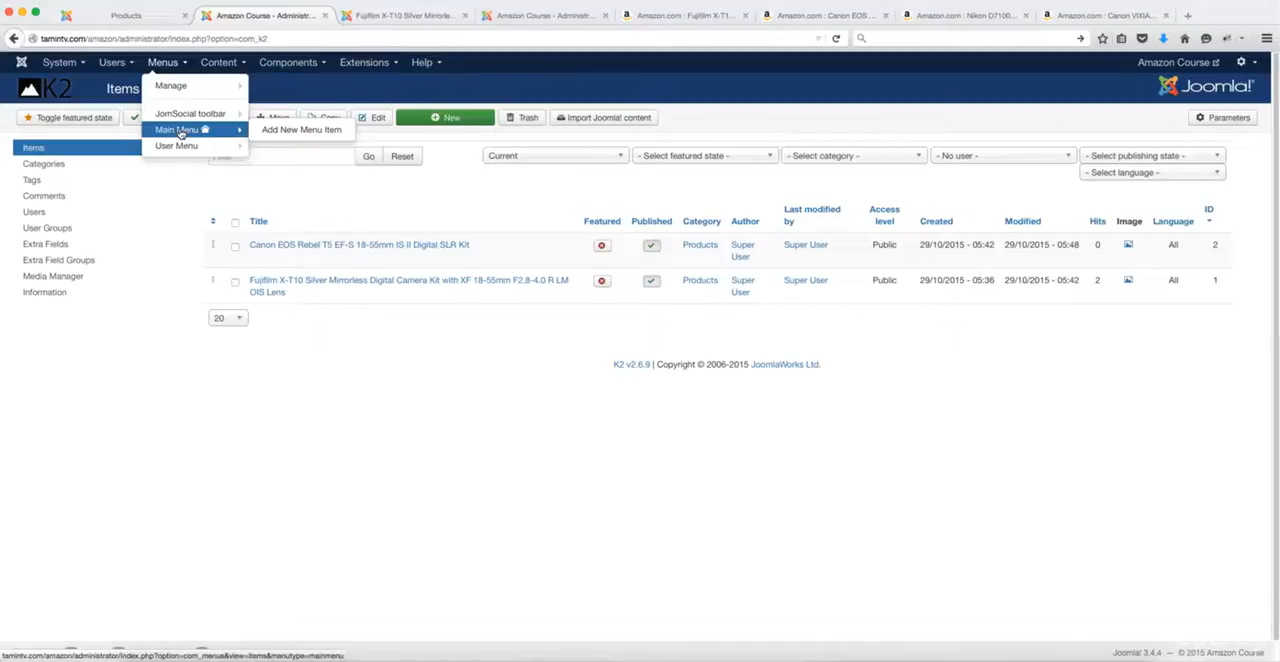 Products
Amazon Course - Administr...
Fujifilm X-T10 Silver Mirrorle...
Amazon Course - Administr...
Amazon.com : Fujifilm X-T1...
Amazon.com : Canon EOS ...
Amazon.com : Nikon D7100...
Amazon.com : Canon VIXIA...
tamintv.com/amazon/administrator/index.php?option=com_k2
System Users Menus Content Components Extensions Help
Amazon Course
K2 Items
Joomla!
Manage
JomSocial toolbar
Main Menu
Add New Menu Item
User Menu
Toggle featured state
Move
Copy
Edit
New
Trash
Import Joomla! content
Parameters
Go
Reset
Current
- Select featured state -
- Select category -
- No user -
- Select publishing state -
- Select language -
Items
Categories
Tags
Comments
Users
User Groups
Extra Fields
Extra Field Groups
Media Manager
Information
Title Featured Published Category Author Last modified by Access level Created Modified Hits Image Language ID
Canon EOS Rebel T5 EF-S 18-55mm IS II Digital SLR Kit Products Super User Super User Public 29/10/2015 - 05:42 29/10/2015 - 05:48 0 All 2
Fujifilm X-T10 Silver Mirrorless Digital Camera Kit with XF 18-55mm F2.8-4.0 R LM OIS Lens Products Super User Super User Public 29/10/2015 - 05:36 29/10/2015 - 05:42 2 All 1
20
K2 v2.6.9 | Copyright © 2006-2015 JoomlaWorks Ltd.
tamintv.com/amazon/administrator/index.php?option=com_menus&view=items&menutype=mainmenu
Joomla! 3.4.4 — © 2015 Amazon Course